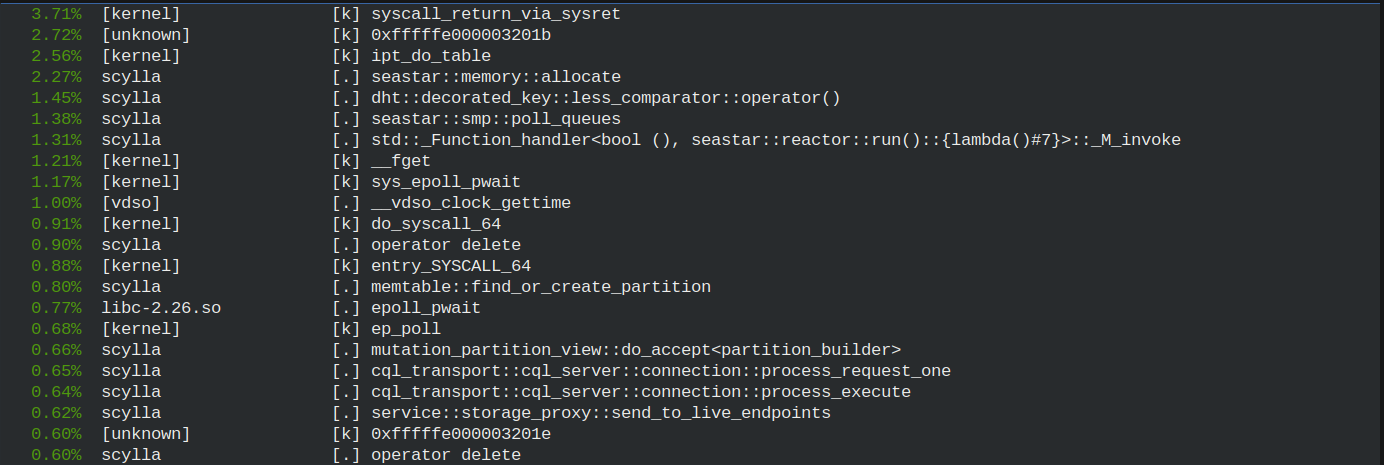 3.71% [kernel] [k] syscall_return_via_sysret
2.72% [unknown] [k] 0xfffffe000003201b
2.56% [kernel] [k] ipt_do_table
2.27% scylla [.] seastar::memory::allocate
1.45% scylla [.] dht::decorated_key::less_comparator::operator()
1.38% scylla [.] seastar::smp::poll_queues
1.31% scylla [.] std::_Function_handler<bool (), seastar::reactor::run()::{lambda()#7}>::_M_invoke
1.21% [kernel] [k] __fget
1.17% [kernel] [k] sys_epoll_pwait
1.00% [vdso] [.] __vdso_clock_gettime
0.91% [kernel] [k] do_syscall_64
0.90% scylla [.] operator delete
0.88% [kernel] [k] entry_SYSCALL_64
0.80% scylla [.] memtable::find_or_create_partition
0.77% libc-2.26.so [.] epoll_pwait
0.68% [kernel] [k] ep_poll
0.66% scylla [.] mutation_partition_view::do_accept<partition_builder>
0.65% scylla [.] cql_transport::cql_server::connection::process_request_one
0.64% scylla [.] cql_transport::cql_server::connection::process_execute
0.62% scylla [.] service::storage_proxy::send_to_live_endpoints
0.60% [unknown] [k] 0xfffffe000003201e
0.60% scylla [.] operator delete